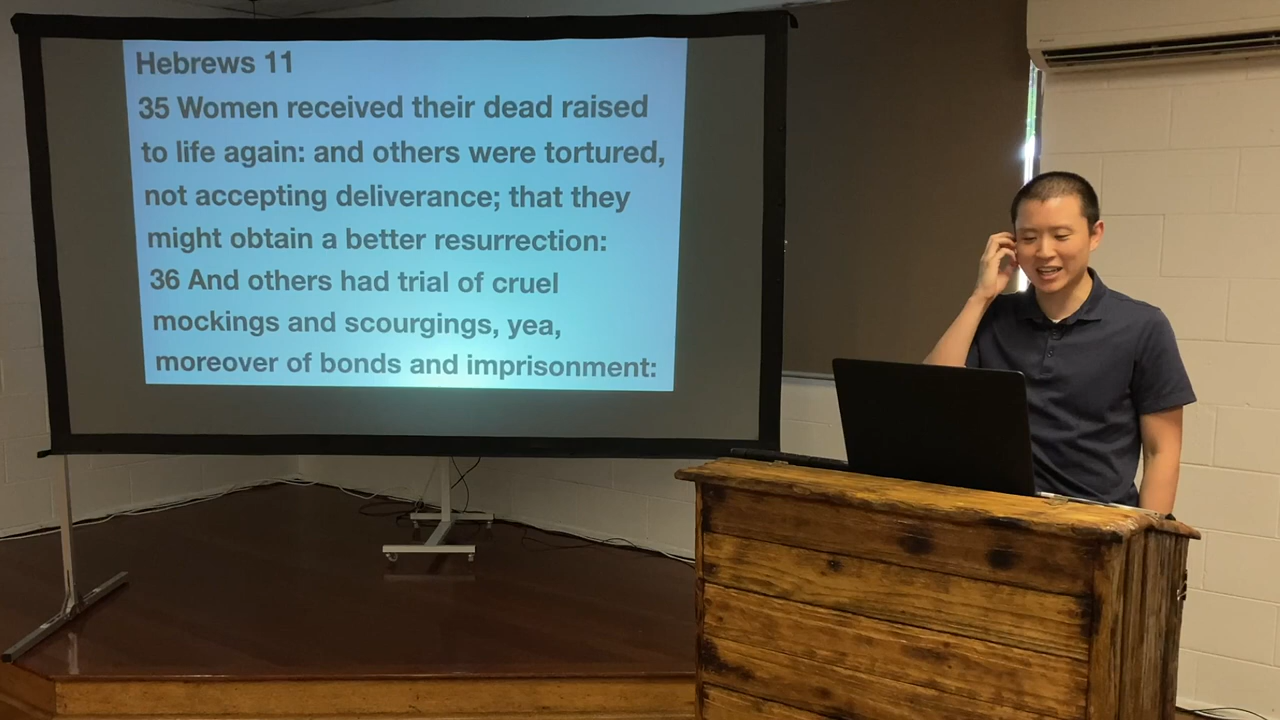 Hebrews 11
35 Women received their dead raised
to life again: and others were tortured,
not accepting deliverance; that they
might obtain a better resurrection:
36 And others had trial of cruel
mockings and scourgings, yea,
moreover of bonds and imprisonment: